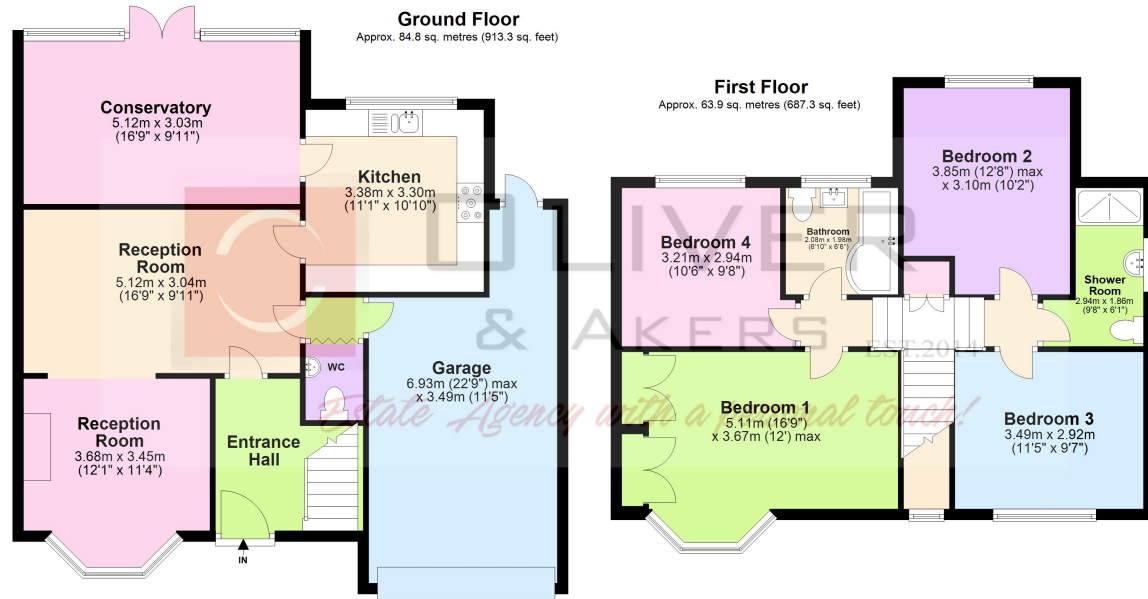 Ground Floor
Approx. 84.8 sq. metres (913.3 sq. feet)
Conservatory
5.12m x 3.03m
(16'9" x 9'11")
Kitchen
3.38m x 3.30m
(11'1" x 10'10")
Reception
Room
5.12m x 3.04m
(16'9" x 9'11")
WC
Garage
6.93m (22'9") max
x 3.49m (11'5")
Reception
Room
3.68m x 3.45m
(12'1" x 11'4")
Entrance
Hall
IN
First Floor
Approx. 63.9 sq. metres (687.3 sq. feet)
Bedroom 2
3.85m (12'8") max
x 3.10m (10'2")
Bedroom 4
3.21m x 2.94m
(10'6" x 9'8")
Bathroom
2.08m x 1.98m
(6'10" x 6'6")
Shower
Room
2.94m x 1.86m
(9'8" x 6'1")
Bedroom 1
5.11m (16'9")
x 3.67m (12') max
Bedroom 3
3.49m x 2.92m
(11'5" x 9'7")
OLIVER
& AKERS
EST.2014
Estate Agency with a personal touch!